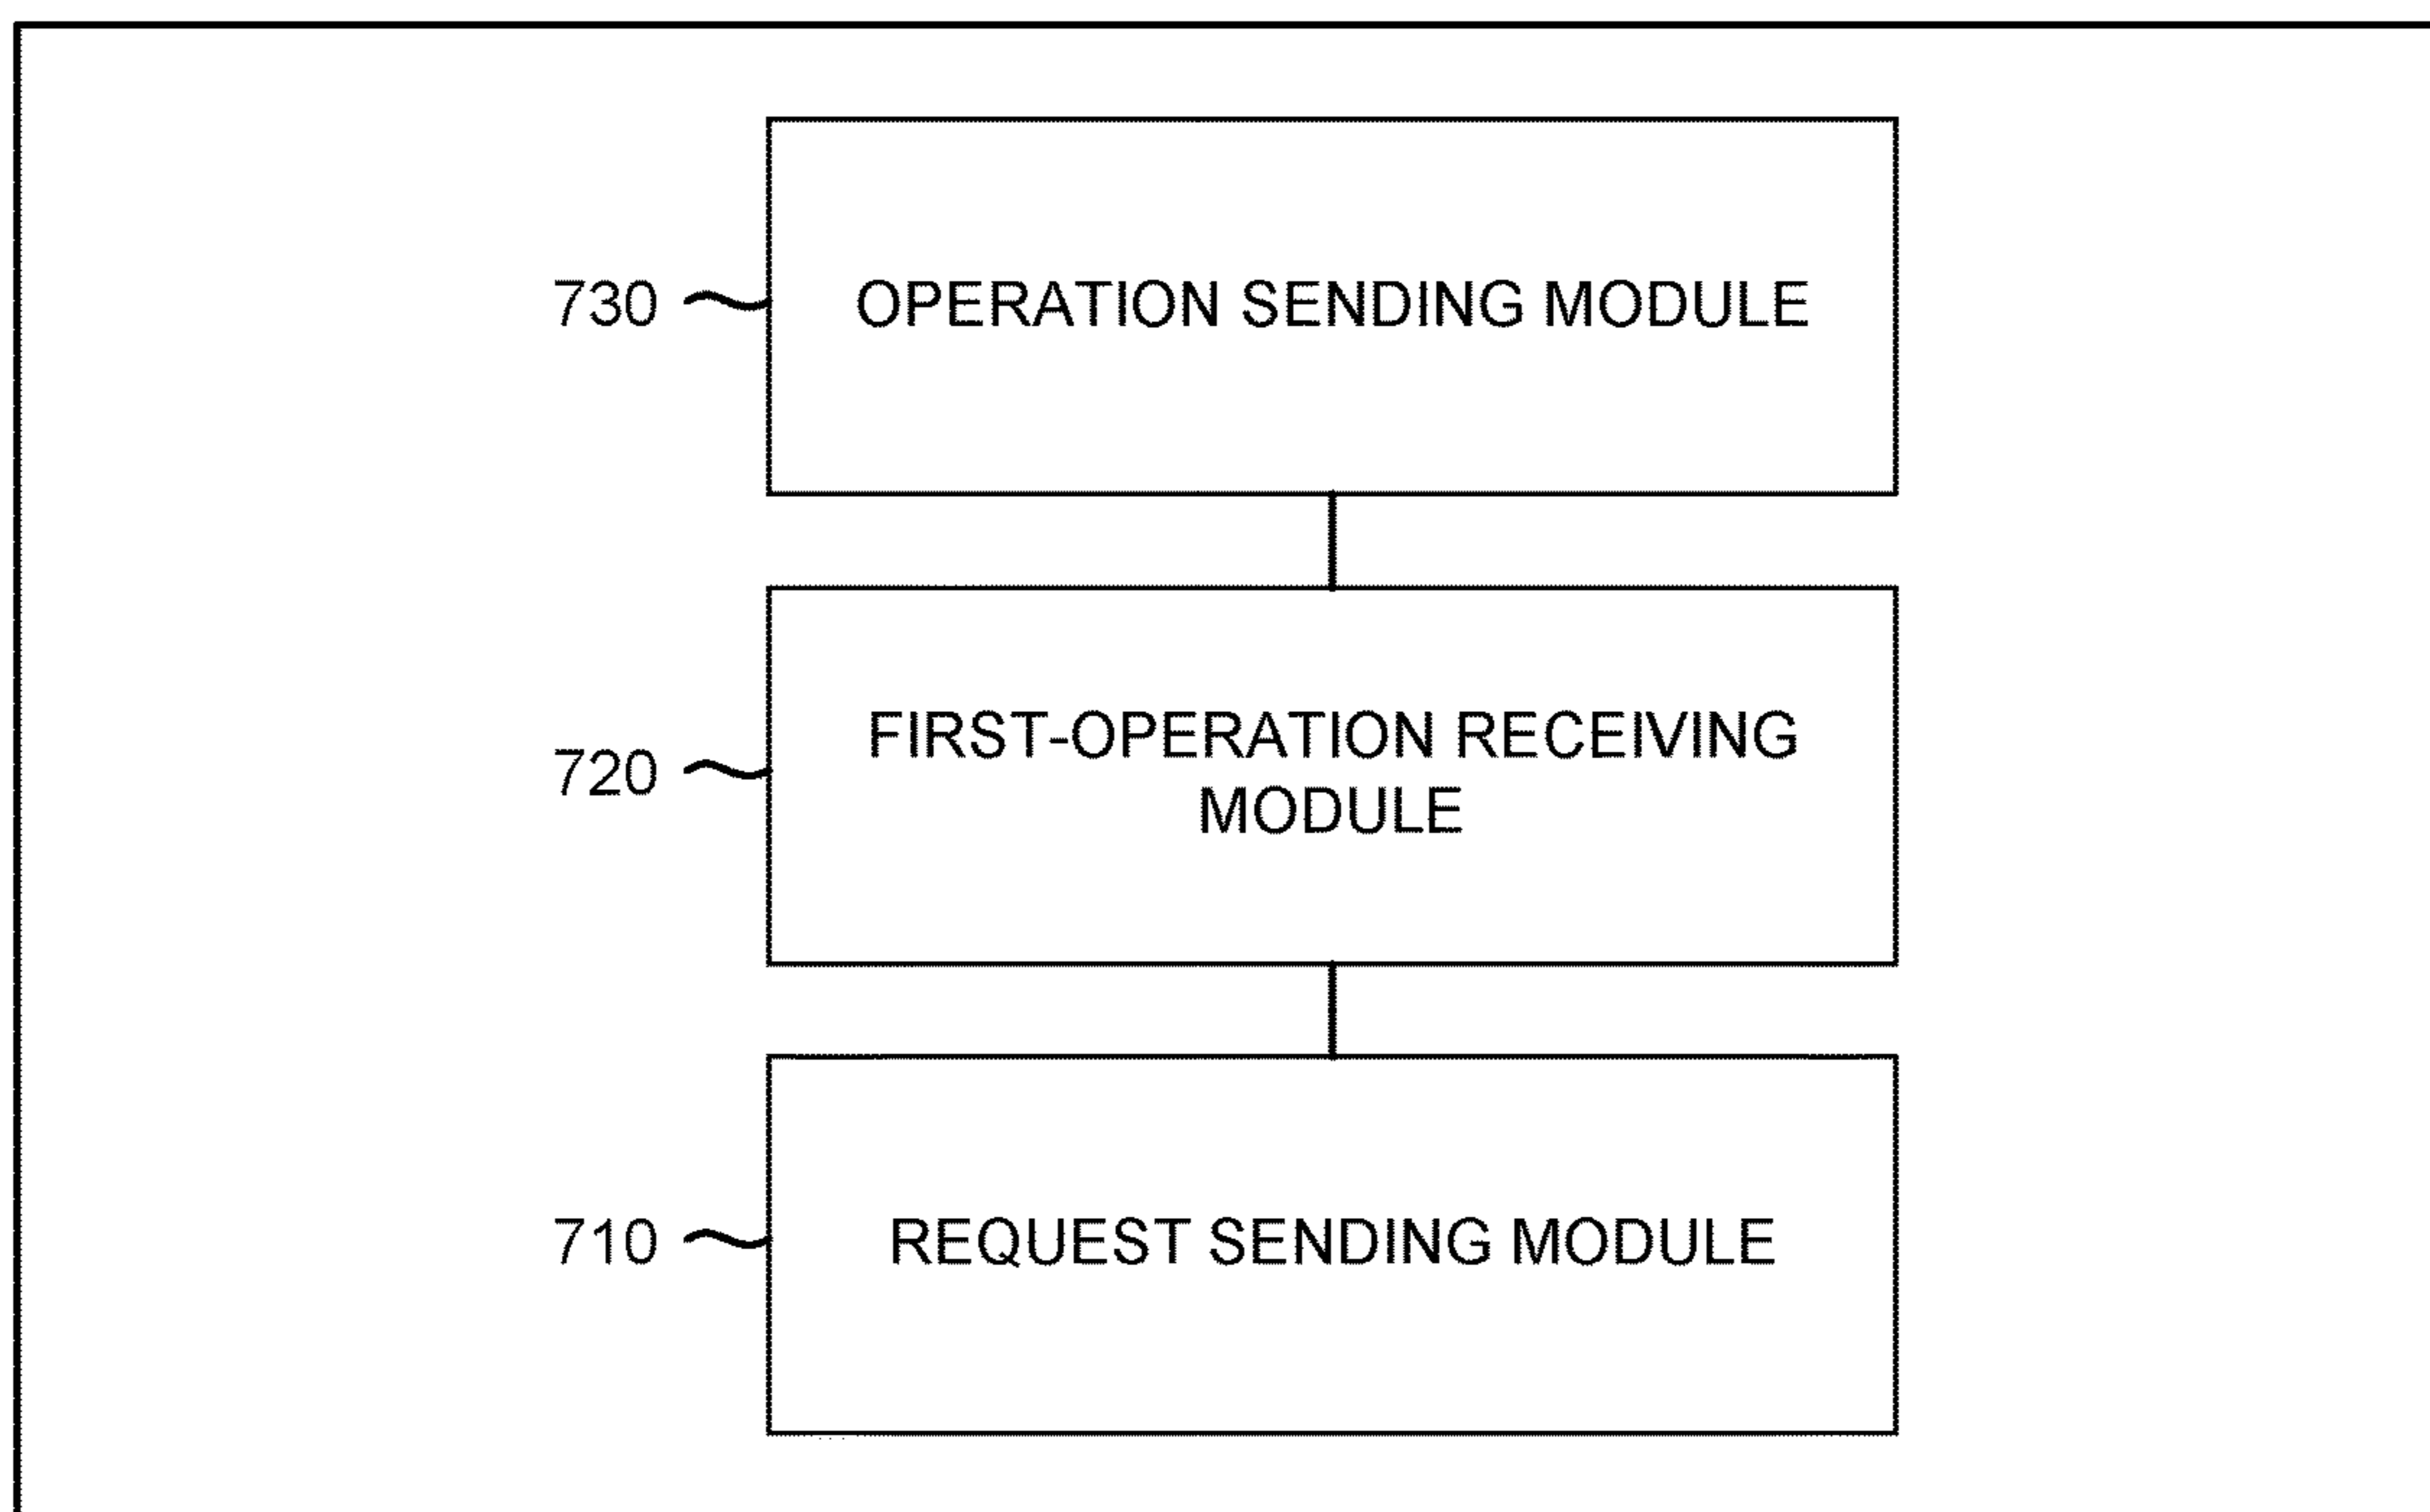 730 OPERATION SENDING MODULE
FIRST-OPERATION RECEIVING
720
MODULE
710 REQUEST SENDING MODULE